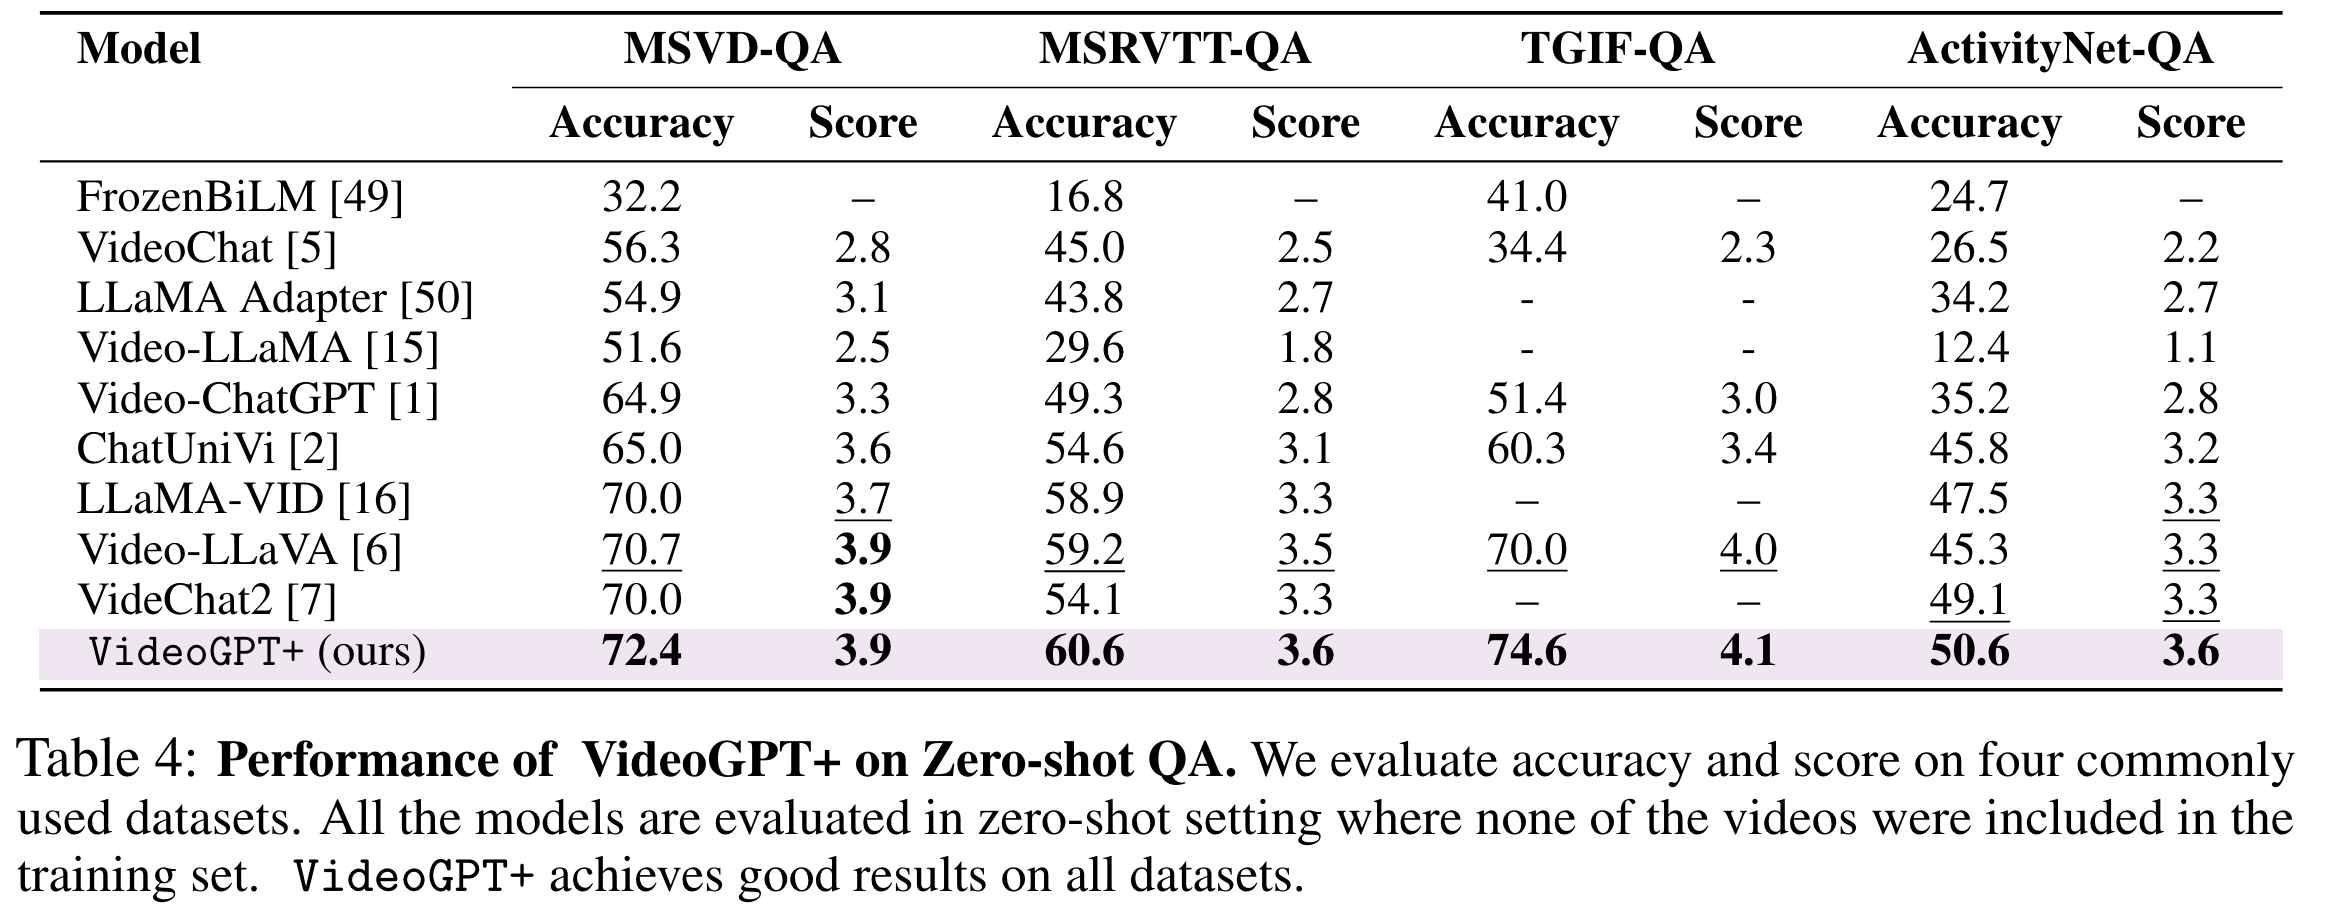 Model MSVD-QA MSRVTT-QA TGIF-QA ActivityNet-QA
Accuracy Score Accuracy Score Accuracy Score Accuracy Score
FrozenBiLM [49] 32.2 – 16.8 – 41.0 – 24.7 –
VideoChat [5] 56.3 2.8 45.0 2.5 34.4 2.3 26.5 2.2
LLaMA Adapter [50] 54.9 3.1 43.8 2.7 - - 34.2 2.7
Video-LLaMA [15] 51.6 2.5 29.6 1.8 - - 12.4 1.1
Video-ChatGPT [1] 64.9 3.3 49.3 2.8 51.4 3.0 35.2 2.8
ChatUniVi [2] 65.0 3.6 54.6 3.1 60.3 3.4 45.8 3.2
LLaMA-VID [16] 70.0 3.7 58.9 3.3 – – 47.5 3.3
Video-LLaVA [6] 70.7 3.9 59.2 3.5 70.0 4.0 45.3 3.3
VideChat2 [7] 70.0 3.9 54.1 3.3 – – 49.1 3.3
VideoGPT+ (ours) 72.4 3.9 60.6 3.6 74.6 4.1 50.6 3.6
Table 4: Performance of VideoGPT+ on Zero-shot QA. We evaluate accuracy and score on four commonly
used datasets. All the models are evaluated in zero-shot setting where none of the videos were included in the
training set. VideoGPT+ achieves good results on all datasets.